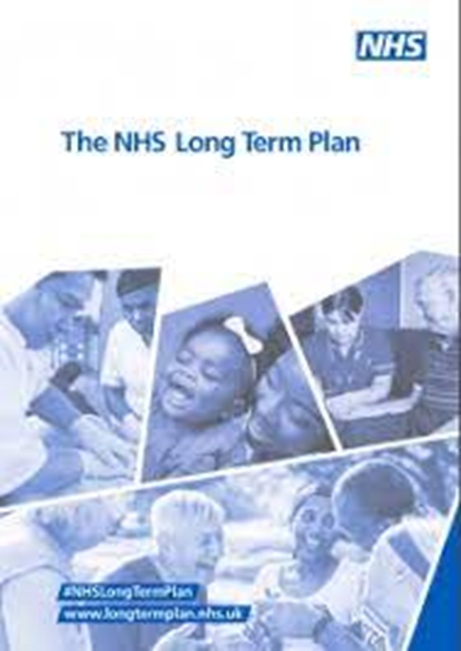 NHS
The NHS Long Term Plan
#NHSLongTermPlan
www.longtermplan.nhs.uk